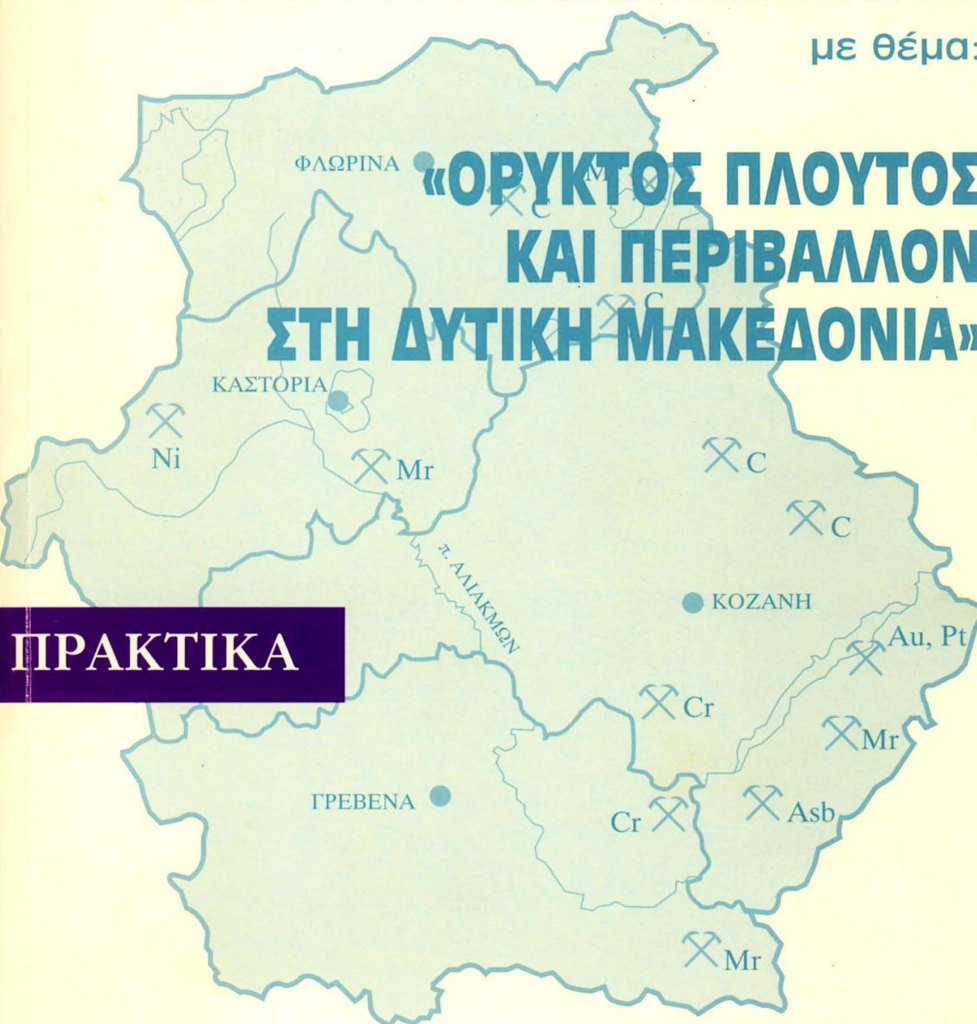 με θέμα:
ΦΛΩΡΙΝΑ
«ΟΡΥΚΤΟΣ ΠΛΟΥΤΟΣ
C
ΚΑΙ ΠΕΡΙΒΑΛΛΟΝ
C
ΣΤΗ ΔΥΤΙΚΗ ΜΑΚΕΔΟΝΙΑ»
ΚΑΣΤΟΡΙΑ
Ni
Mr
C
C
π. ΑΛΙΑΚΜΩΝ
ΚΟΖΑΝΗ
ΠΡΑΚΤΙΚΑ
Au, Pt
Cr
Mr
ΓΡΕΒΕΝΑ
Cr
Asb
Mr